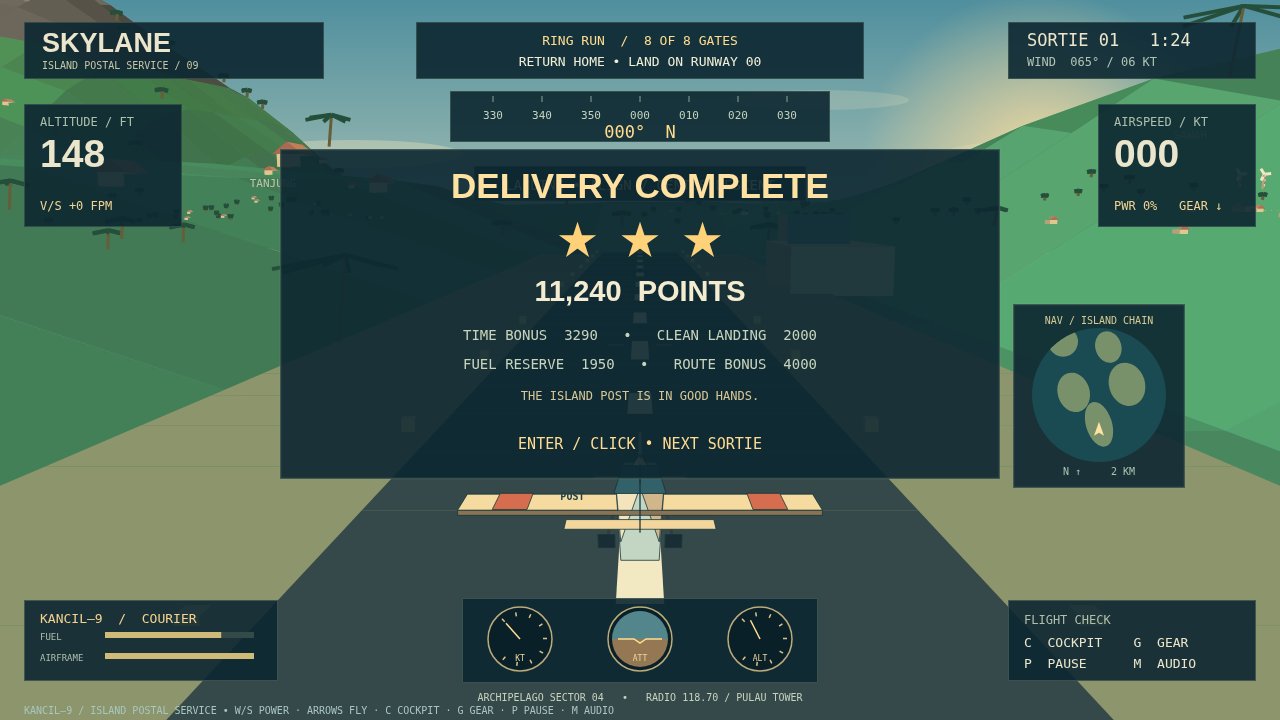 SKYLANE
ISLAND POSTAL SERVICE / 09
RING RUN / 8 OF 8 GATES
RETURN HOME • LAND ON RUNWAY 00
SORTIE 01 1:24
WIND 065° / 06 KT
330 340 350 000 010 020 030
000° N
ALTITUDE / FT
148
V/S +0 FPM
AIRSPEED / KT
000
PWR 0% GEAR ↓
DELIVERY COMPLETE
★ ★ ★
11,240 POINTS
TIME BONUS 3290 • CLEAN LANDING 2000
FUEL RESERVE 1950 • ROUTE BONUS 4000
THE ISLAND POST IS IN GOOD HANDS.
ENTER / CLICK • NEXT SORTIE
NAV / ISLAND CHAIN
N ↑ 2 KM
POST
KANCIL–9 / COURIER
FUEL
AIRFRAME
KT
ATT
ALT
FLIGHT CHECK
C COCKPIT G GEAR
P PAUSE M AUDIO
ARCHIPELAGO SECTOR 04 • RADIO 118.70 / PULAU TOWER
KANCIL–9 / ISLAND POSTAL SERVICE • W/S POWER · ARROWS FLY · C COCKPIT · G GEAR · P PAUSE · M AUDIO